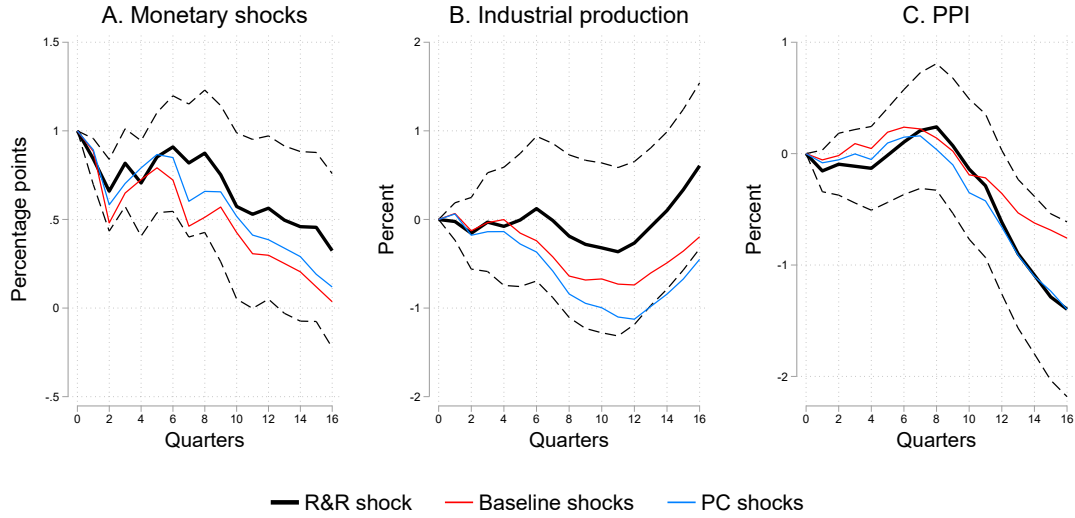 A. Monetary shocks
B. Industrial production
C. PPI
Percentage points
1.5
1
.5
0
-.5
0 2 4 6 8 10 12 14 16
Quarters
Percent
2
1
0
-1
-2
0 2 4 6 8 10 12 14 16
Quarters
Percent
1
0
-1
-2
0 2 4 6 8 10 12 14 16
Quarters
R&R shock
Baseline shocks
PC shocks